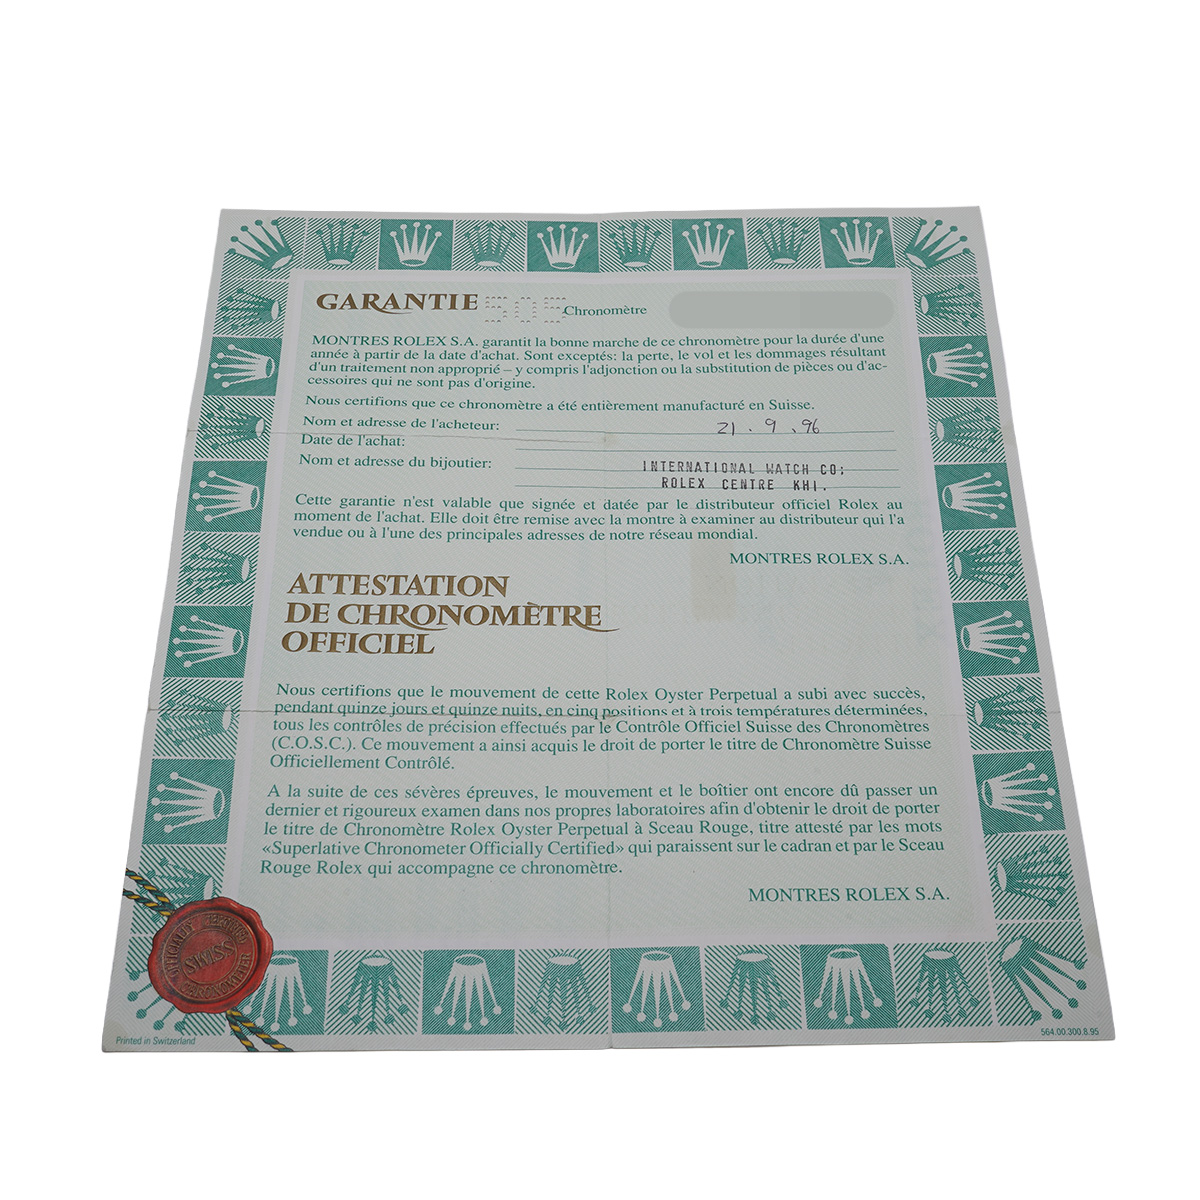 GARANTIE 505 Chronomètre
MONTRES ROLEX S.A. garantit la bonne marche de ce chronomètre pour la durée d'une
année à partir de la date d'achat. Sont exceptés: la perte, le vol et les dommages résultant
d'un traitement non approprié – y compris l'adjonction ou la substitution de pièces ou d'ac-
cessoires qui ne sont pas d'origine.
Nous certifions que ce chronomètre a été entièrement manufacturé en Suisse.
Nom et adresse de l'acheteur:
21 . 9 . 96
Date de l'achat:
Nom et adresse du bijoutier: INTERNATIONAL WATCH CO;
ROLEX CENTRE KHI.
Cette garantie n'est valable que signée et datée par le distributeur officiel Rolex au
moment de l'achat. Elle doit être remise avec la montre à examiner au distributeur qui l'a
vendue ou à l'une des principales adresses de notre réseau mondial.
MONTRES ROLEX S.A.
ATTESTATION
DE CHRONOMÈTRE
OFFICIEL
Nous certifions que le mouvement de cette Rolex Oyster Perpetual a subi avec succès,
pendant quinze jours et quinze nuits, en cinq positions et à trois températures déterminées,
tous les contrôles de précision effectués par le Contrôle Officiel Suisse des Chronomètres
(C.O.S.C.). Ce mouvement a ainsi acquis le droit de porter le titre de Chronomètre Suisse
Officiellement Contrôlé.
A la suite de ces sévères épreuves, le mouvement et le boîtier ont encore dû passer un
dernier et rigoureux examen dans nos propres laboratoires afin d'obtenir le droit de porter
le titre de Chronomètre Rolex Oyster Perpetual à Sceau Rouge, titre attesté par les mots
«Superlative Chronometer Officially Certified» qui paraissent sur le cadran et par le Sceau
Rouge Rolex qui accompagne ce chronomètre.
MONTRES ROLEX S.A.
OFFICIALLY CERTIFIED
SWISS
CHRONOMETER
Printed in Switzerland
564.00.300.8.95